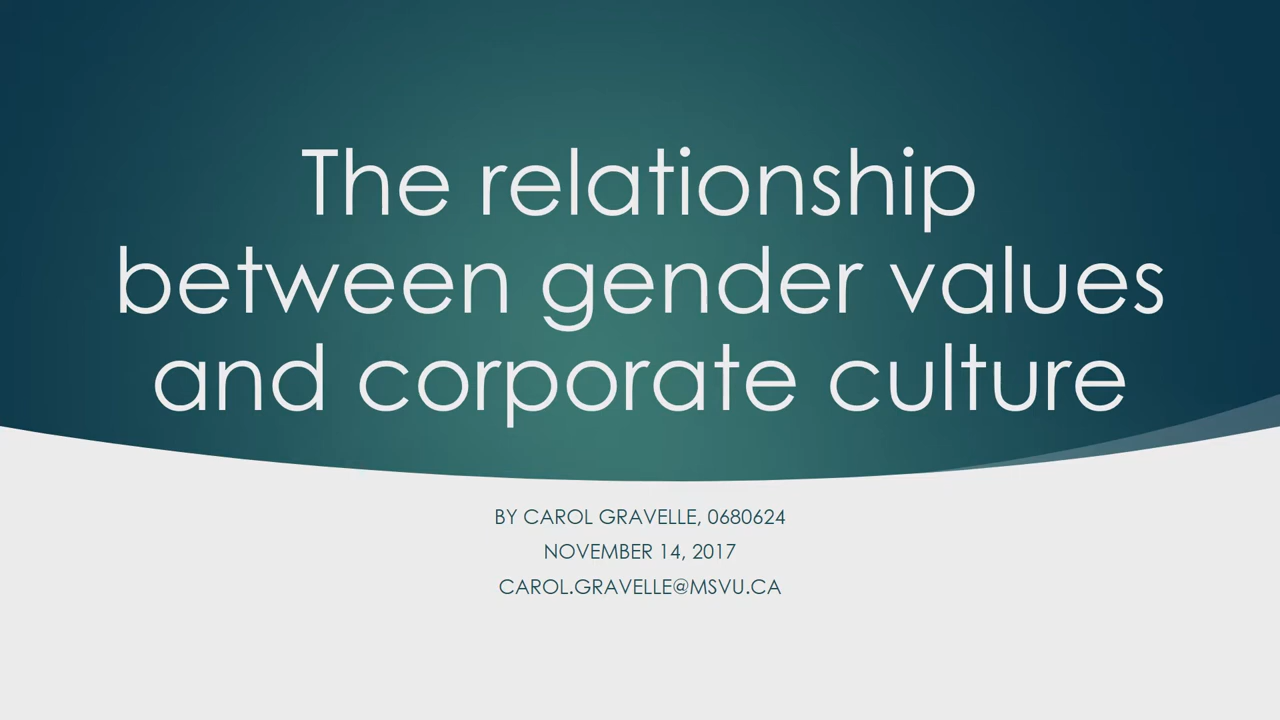 The relationship
between gender values
and corporate culture
BY CAROL GRAVELLE, 0680624
NOVEMBER 14, 2017
CAROL.GRAVELLE@MSVU.CA